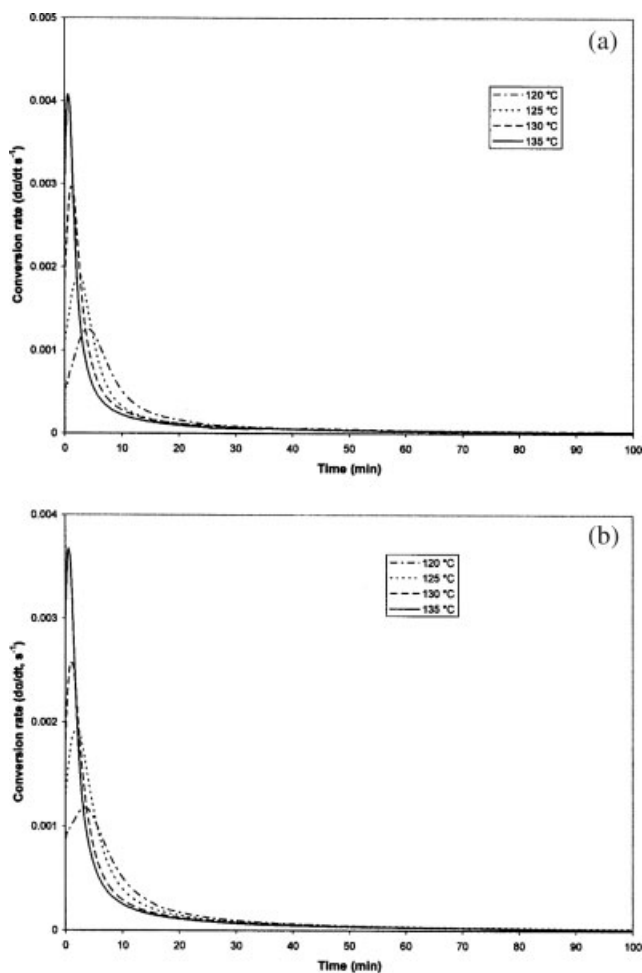 0.005
(a)
0.004
0.003
0.002
0.001
0
Conversion rate (dα/dt s⁻¹)
120 °C
125 °C
130 °C
135 °C
0 10 20 30 40 50 60 70 80 90 100
Time (min)
0.004
(b)
0.003
0.002
0.001
0
Conversion rate (dα/dt, s⁻¹)
120 °C
125 °C
130 °C
135 °C
0 10 20 30 40 50 60 70 80 90 100
Time (min)